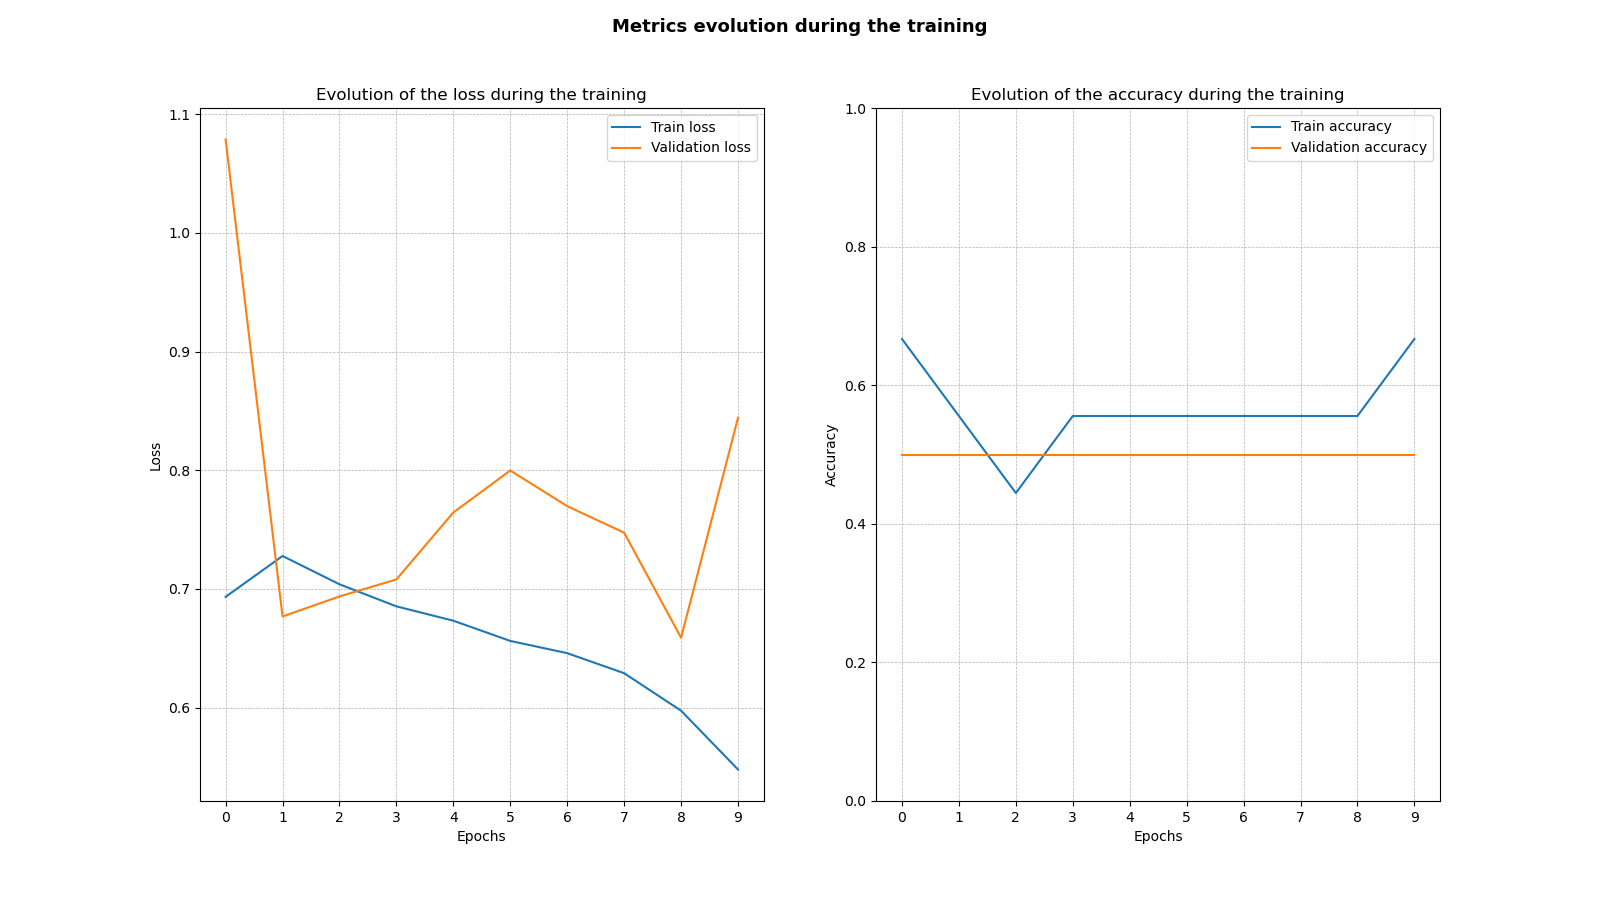 Metrics evolution during the training
Evolution of the loss during the training
1.1
1.0
0.9
0.8
0.7
0.6
Loss
Train loss
Validation loss
0 1 2 3 4 5 6 7 8 9
Epochs
Evolution of the accuracy during the training
1.0
0.8
0.6
0.4
0.2
0.0
Accuracy
Train accuracy
Validation accuracy
0 1 2 3 4 5 6 7 8 9
Epochs